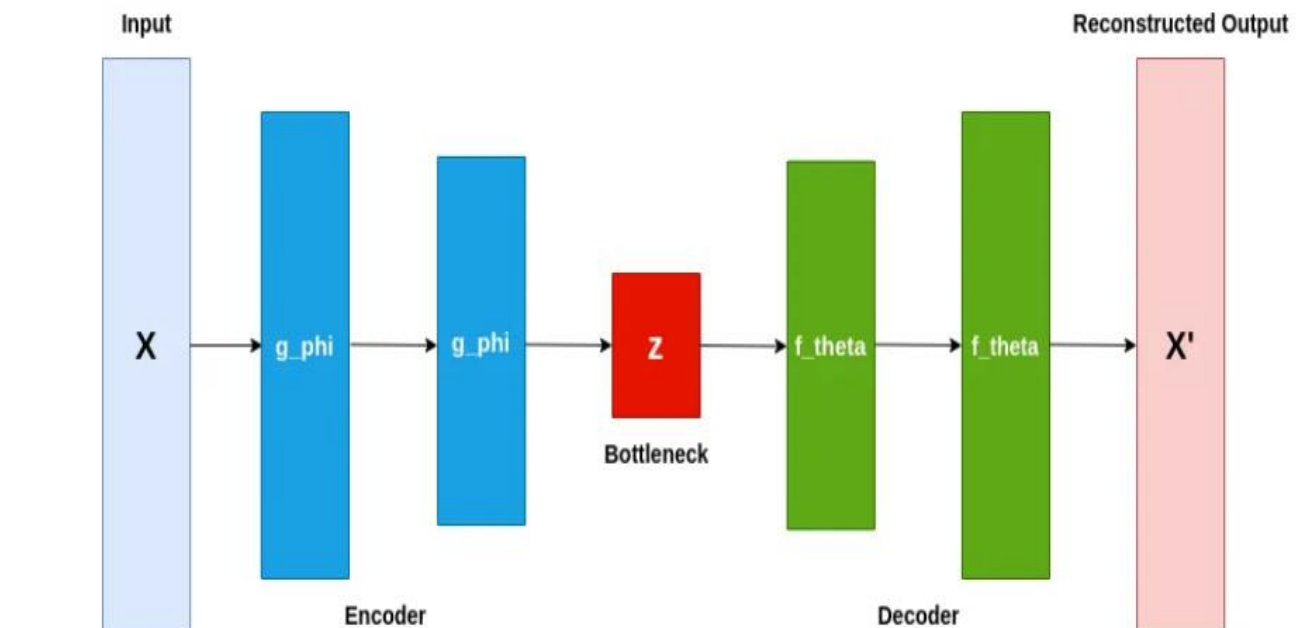 Input
Reconstructed Output
X
g_phi
g_phi
z
f_theta
f_theta
X'
Bottleneck
Encoder
Decoder